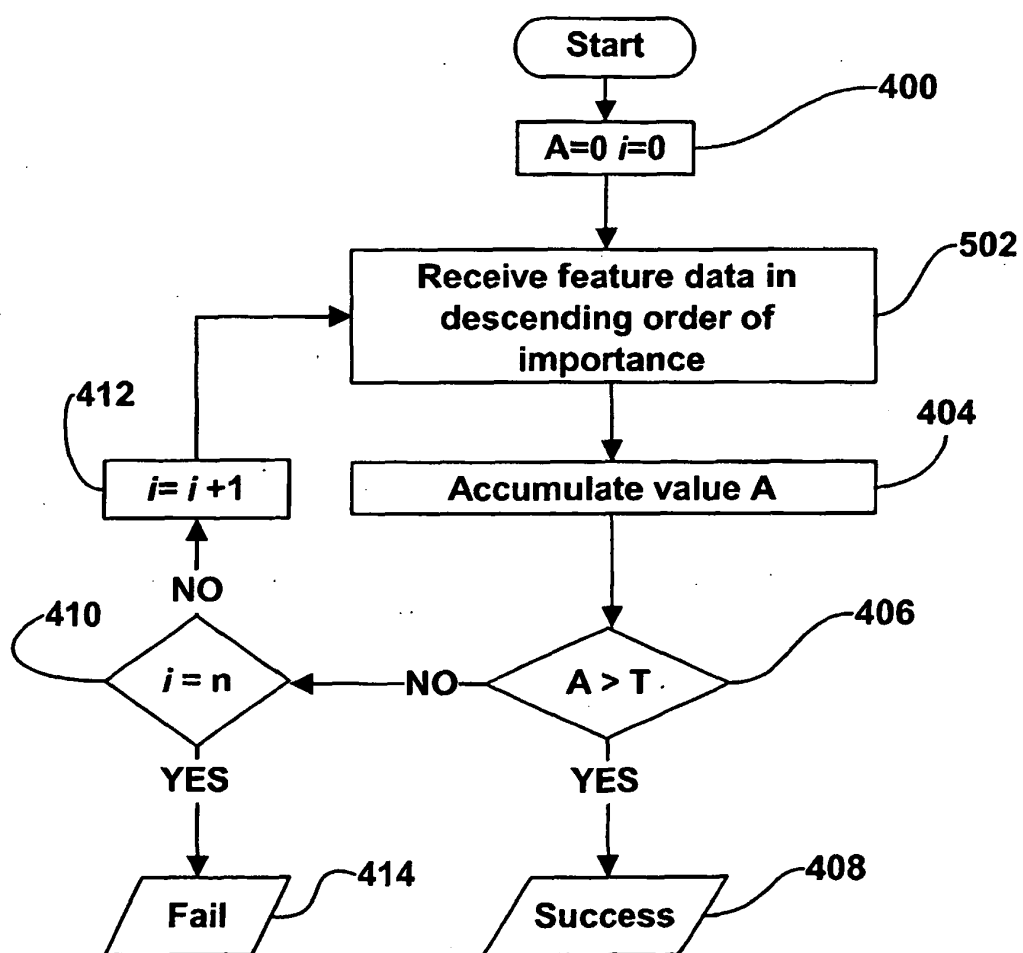 Start
400
A=0 i=0
502
Receive feature data in
descending order of
importance
412
404
i= i +1
Accumulate value A
NO
410
406
i = n
NO
A > T
YES
YES
414
408
Fail
Success